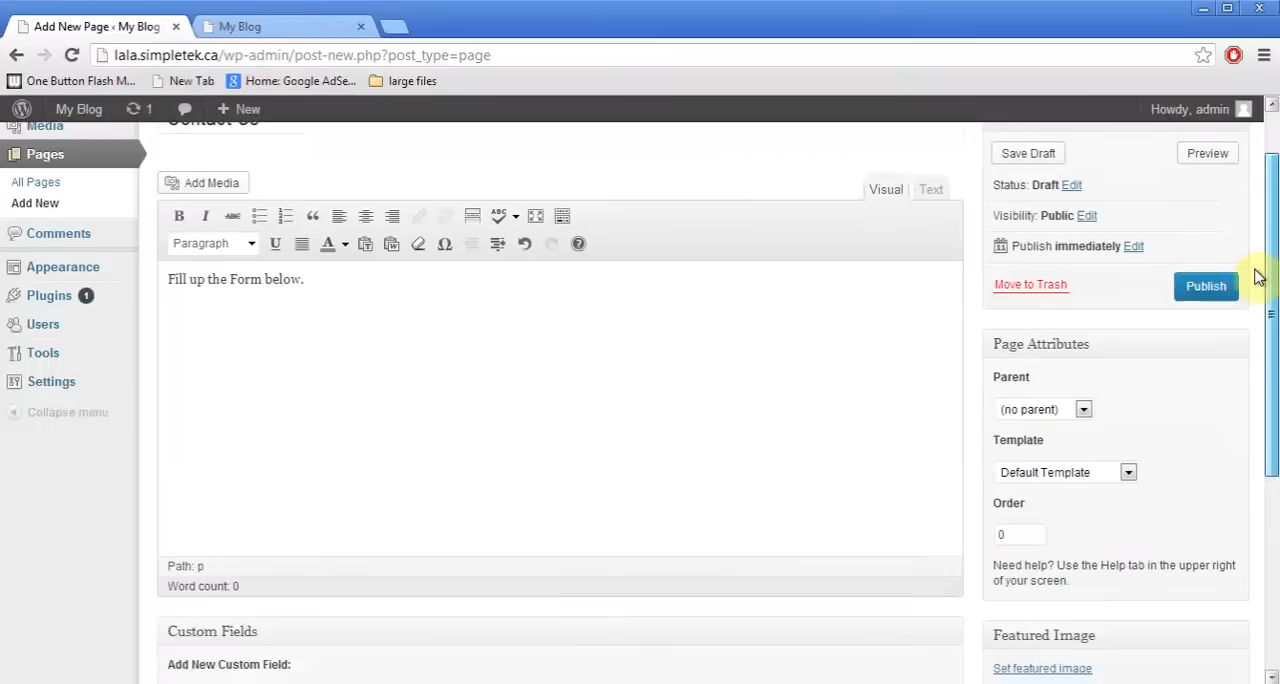 Add New Page ‹ My Blog
My Blog
lala.simpletek.ca/wp-admin/post-new.php?post_type=page
One Button Flash M...
New Tab
Home: Google AdSe...
large files
My Blog
1
New
Howdy, admin
Media
Contact Us
Pages
All Pages
Add New
Comments
Appearance
Plugins 1
Users
Tools
Settings
Collapse menu
Add Media
Visual
Text
B I ABC ABC
Paragraph U A Ω
Fill up the Form below.
Path: p
Word count: 0
Custom Fields
Add New Custom Field:
Save Draft
Preview
Status: Draft Edit
Visibility: Public Edit
11 Publish immediately Edit
Move to Trash
Publish
Page Attributes
Parent
(no parent)
Template
Default Template
Order
0
Need help? Use the Help tab in the upper right
of your screen.
Featured Image
Set featured image